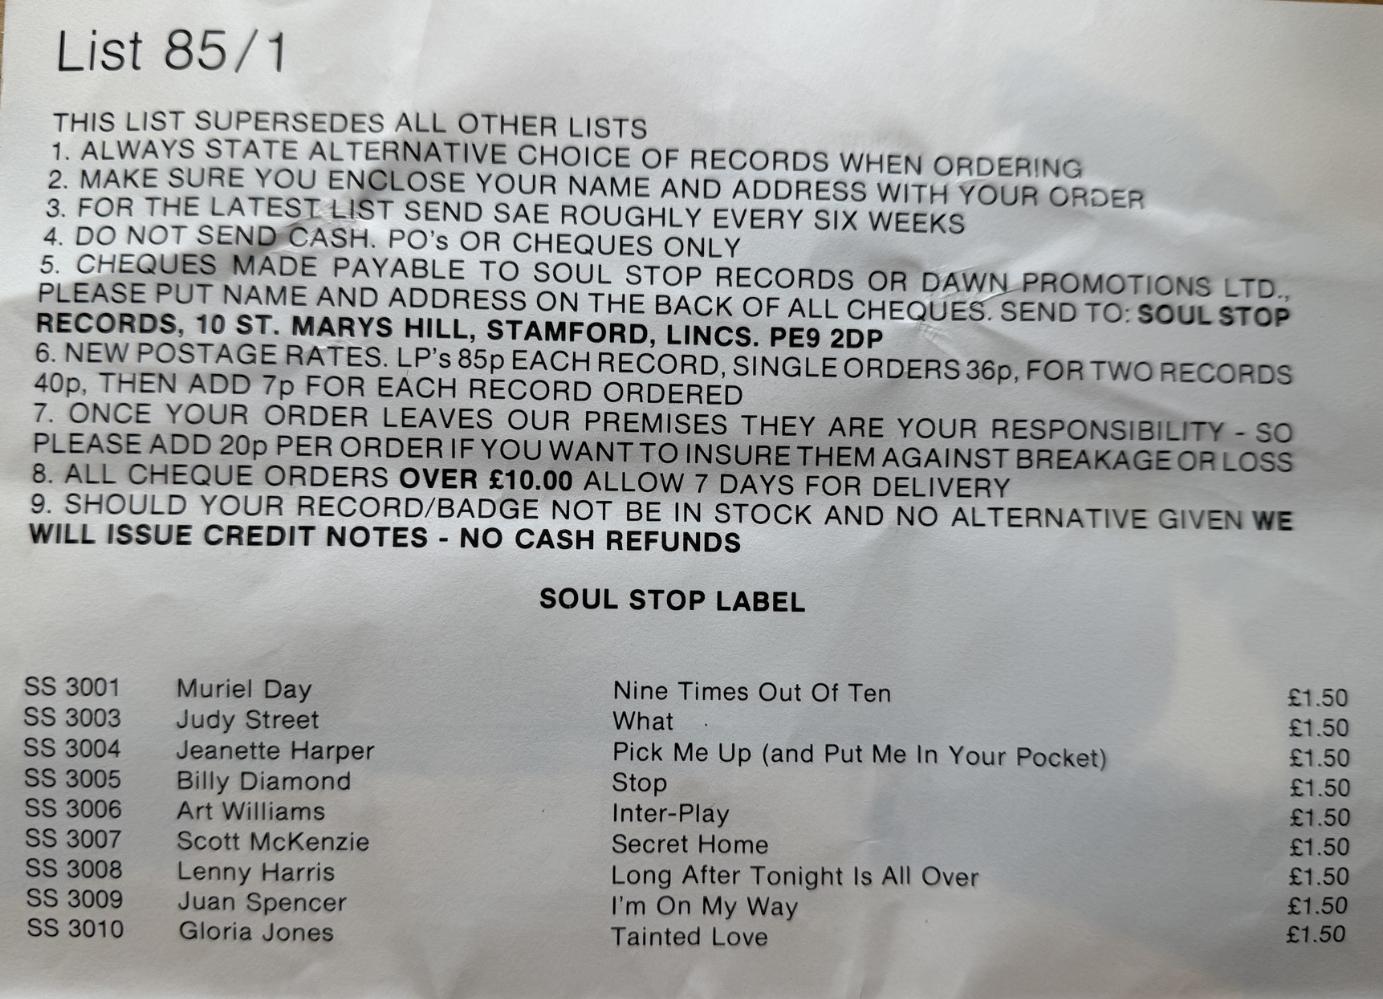 List 85/1
THIS LIST SUPERSEDES ALL OTHER LISTS
1. ALWAYS STATE ALTERNATIVE CHOICE OF RECORDS WHEN ORDERING
2. MAKE SURE YOU ENCLOSE YOUR NAME AND ADDRESS WITH YOUR ORDER
3. FOR THE LATEST LIST SEND SAE ROUGHLY EVERY SIX WEEKS
4. DO NOT SEND CASH. PO's OR CHEQUES ONLY
5. CHEQUES MADE PAYABLE TO SOUL STOP RECORDS OR DAWN PROMOTIONS LTD.,
PLEASE PUT NAME AND ADDRESS ON THE BACK OF ALL CHEQUES. SEND TO: SOUL STOP
RECORDS, 10 ST. MARYS HILL, STAMFORD, LINCS. PE9 2DP
6. NEW POSTAGE RATES. LP's 85p EACH RECORD, SINGLE ORDERS 36p, FOR TWO RECORDS
40p, THEN ADD 7p FOR EACH RECORD ORDERED
7. ONCE YOUR ORDER LEAVES OUR PREMISES THEY ARE YOUR RESPONSIBILITY - SO
PLEASE ADD 20p PER ORDER IF YOU WANT TO INSURE THEM AGAINST BREAKAGE OR LOSS
8. ALL CHEQUE ORDERS OVER £10.00 ALLOW 7 DAYS FOR DELIVERY
9. SHOULD YOUR RECORD/BADGE NOT BE IN STOCK AND NO ALTERNATIVE GIVEN WE
WILL ISSUE CREDIT NOTES - NO CASH REFUNDS
SOUL STOP LABEL
SS 3001 Muriel Day Nine Times Out Of Ten £1.50
SS 3003 Judy Street What £1.50
SS 3004 Jeanette Harper Pick Me Up (and Put Me In Your Pocket) £1.50
SS 3005 Billy Diamond Stop £1.50
SS 3006 Art Williams Inter-Play £1.50
SS 3007 Scott McKenzie Secret Home £1.50
SS 3008 Lenny Harris Long After Tonight Is All Over £1.50
SS 3009 Juan Spencer I'm On My Way £1.50
SS 3010 Gloria Jones Tainted Love £1.50